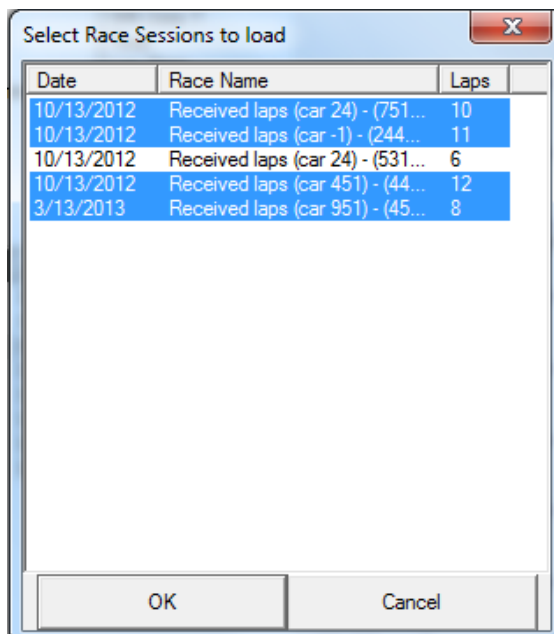 Select Race Sessions to load
Date Race Name Laps
10/13/2012 Received laps (car 24) - (751... 10
10/13/2012 Received laps (car -1) - (244... 11
10/13/2012 Received laps (car 24) - (531... 6
10/13/2012 Received laps (car 451) - (44... 12
3/13/2013 Received laps (car 951) - (45... 8
OK Cancel